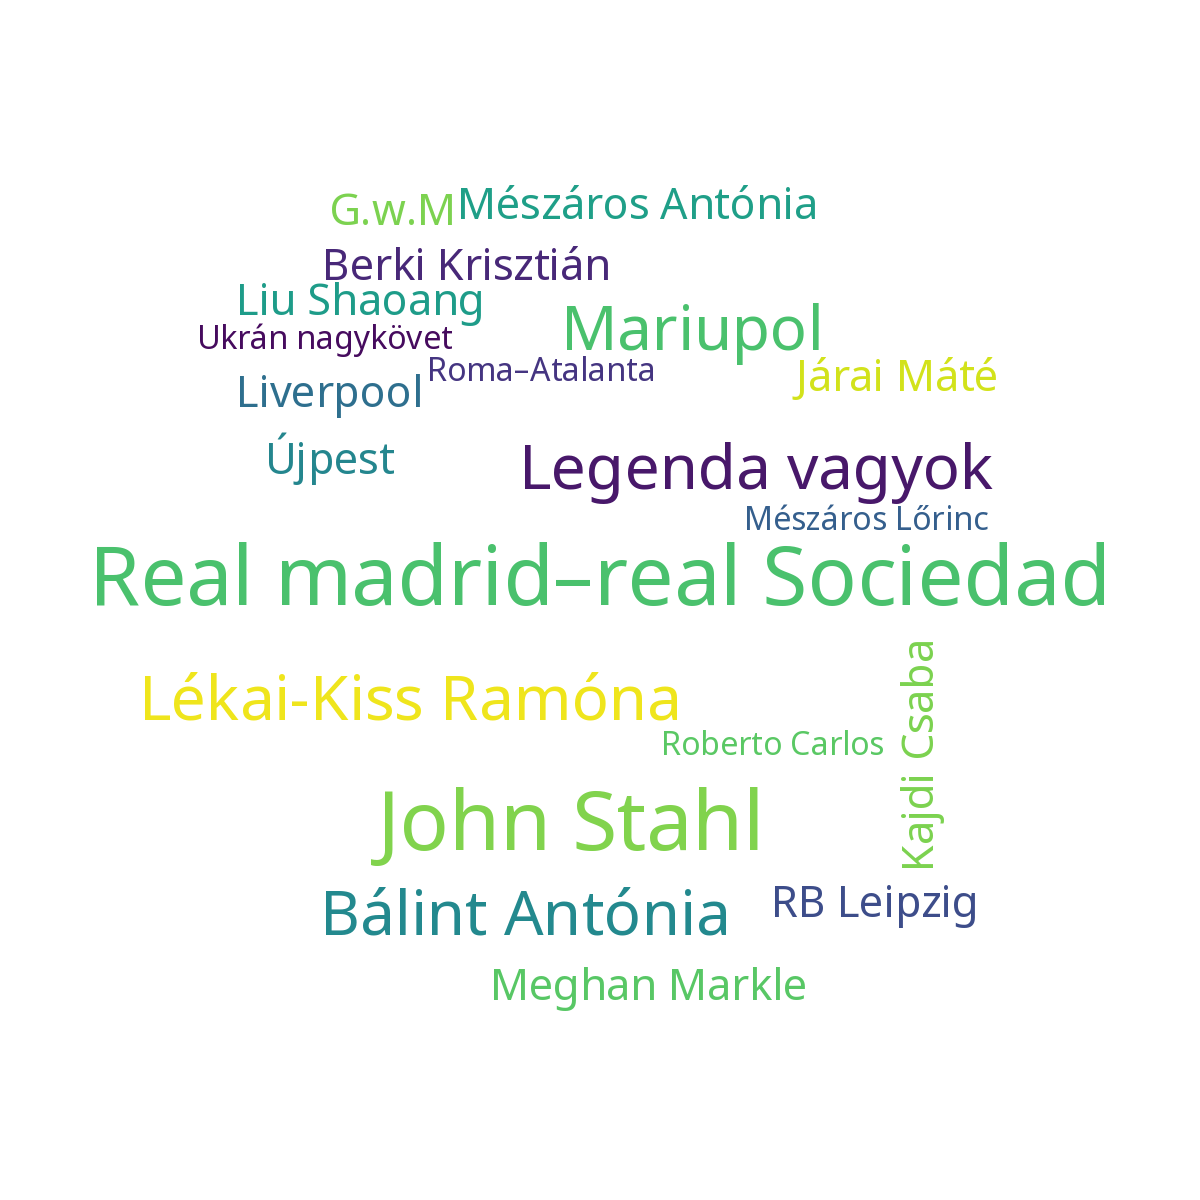 G.w.M
Mészáros Antónia
Berki Krisztián
Liu Shaoang
Mariupol
Ukrán nagykövet
Roma–Atalanta
Járai Máté
Liverpool
Újpest
Legenda vagyok
Mészáros Lőrinc
Real madrid–real Sociedad
Lékai-Kiss Ramóna
Kajdi Csaba
Roberto Carlos
John Stahl
Bálint Antónia
RB Leipzig
Meghan Markle